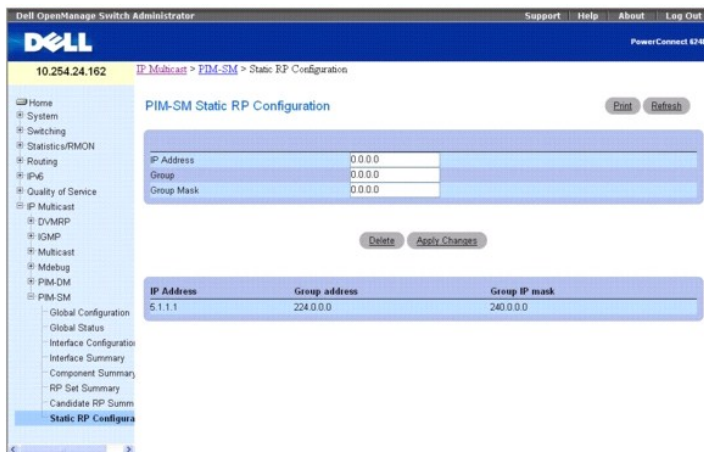 Dell OpenManage Switch Administrator
Support Help About Log Out
DELL
PowerConnect 6248
10.254.24.162
IP Multicast > PIM-SM > Static RP Configuration
Home
System
Switching
Statistics/RMON
Routing
IPv6
Quality of Service
IP Multicast
DVMRP
IGMP
Multicast
Mdebug
PIM-DM
PIM-SM
Global Configuration
Global Status
Interface Configuration
Interface Summary
Component Summary
RP Set Summary
Candidate RP Summ
Static RP Configura
PIM-SM Static RP Configuration
Print Refresh
IP Address 0.0.0.0
Group 0.0.0.0
Group Mask 0.0.0.0
Delete Apply Changes
IP Address Group address Group IP mask
5.1.1.1 224.0.0.0 240.0.0.0